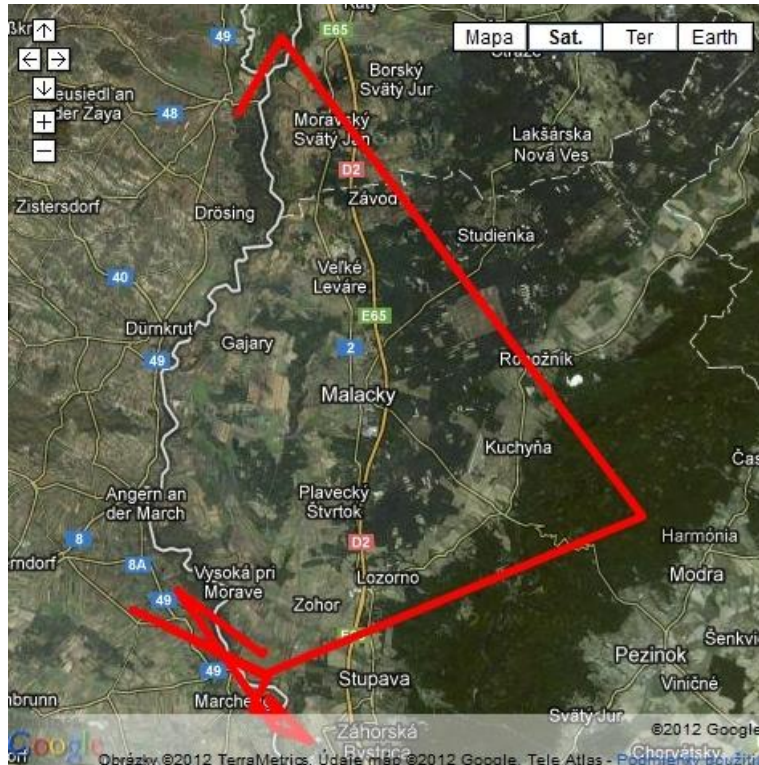 49
E65
Mapa
Sat.
Ter
Earth
Borský
Svätý Jur
der Zaya
48
Moravský
Svätý Ján
Lakšárska
Nová Ves
D2
Závod
Zistersdorf
Drösing
Studienka
40
Veľké
Leváre
E65
Dürnkrut
Gajary
2
49
Rohožník
Malacky
Kuchyňa
Angern an
der March
Plavecký
Štvrtok
8
D2
Harmónia
8A
Vysoká pri
Morave
Lozorno
Modra
49
Zohor
Pezinok
49
Stupava
Viničné
Svätý Jur
Záhorská
Bystrica
©2012 Google
Google
Obrázky ©2012 TerraMetrics, Údaje máp ©2012 Google, Tele Atlas -